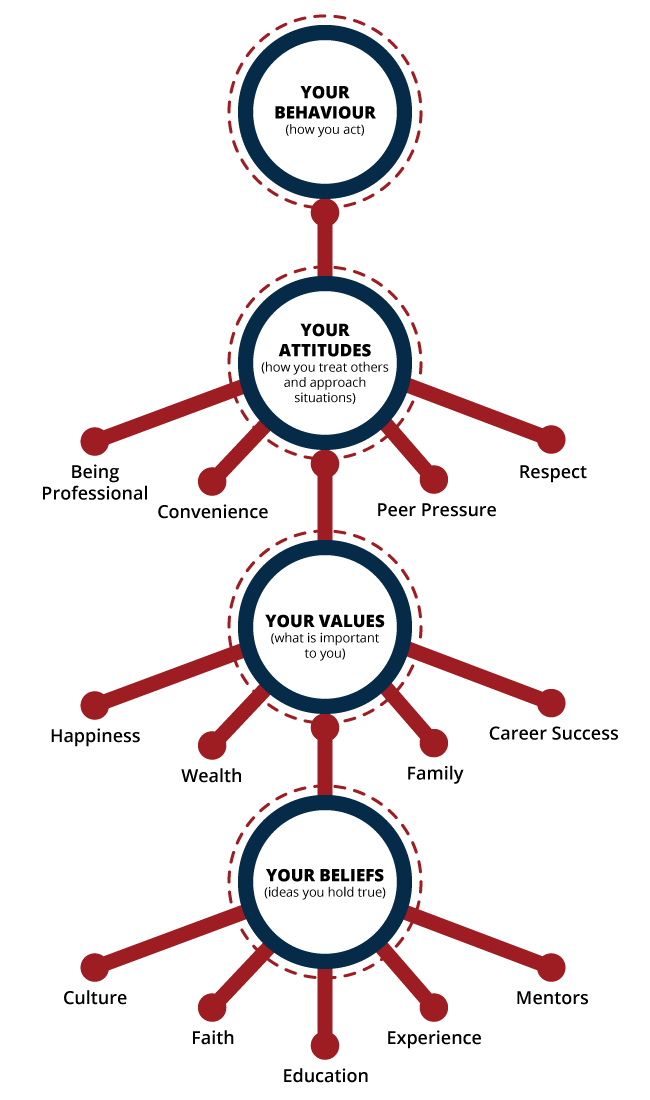 YOUR
BEHAVIOUR
(how you act)
YOUR
ATTITUDES
(how you treat others
and approach
situations)
Being
Professional
Convenience
Peer Pressure
Respect
YOUR VALUES
(what is important
to you)
Happiness
Wealth
Family
Career Success
YOUR BELIEFS
(ideas you hold true)
Culture
Faith
Education
Experience
Mentors